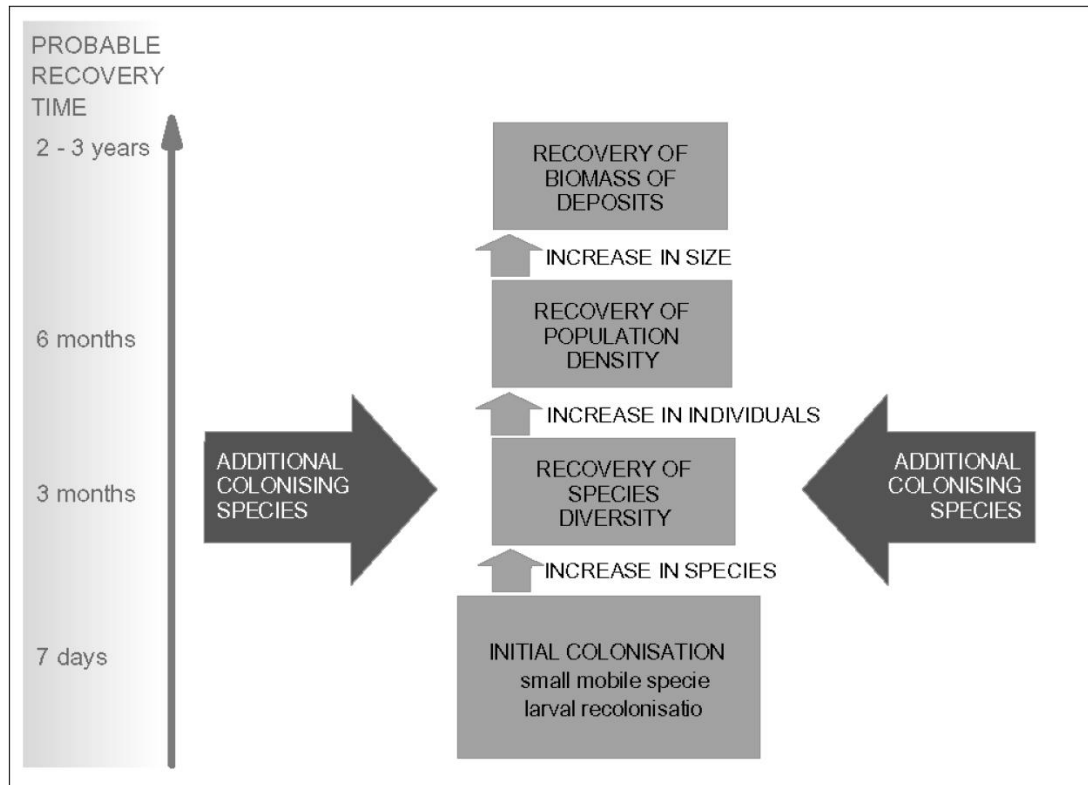 PROBABLE
RECOVERY
TIME
2 - 3 years
6 months
3 months
7 days
RECOVERY OF
BIOMASS OF
DEPOSITS
INCREASE IN SIZE
RECOVERY OF
POPULATION
DENSITY
INCREASE IN INDIVIDUALS
ADDITIONAL
COLONISING
SPECIES
RECOVERY OF
SPECIES
DIVERSITY
ADDITIONAL
COLONISING
SPECIES
INCREASE IN SPECIES
INITIAL COLONISATION
small mobile specie
larval recolonisatio